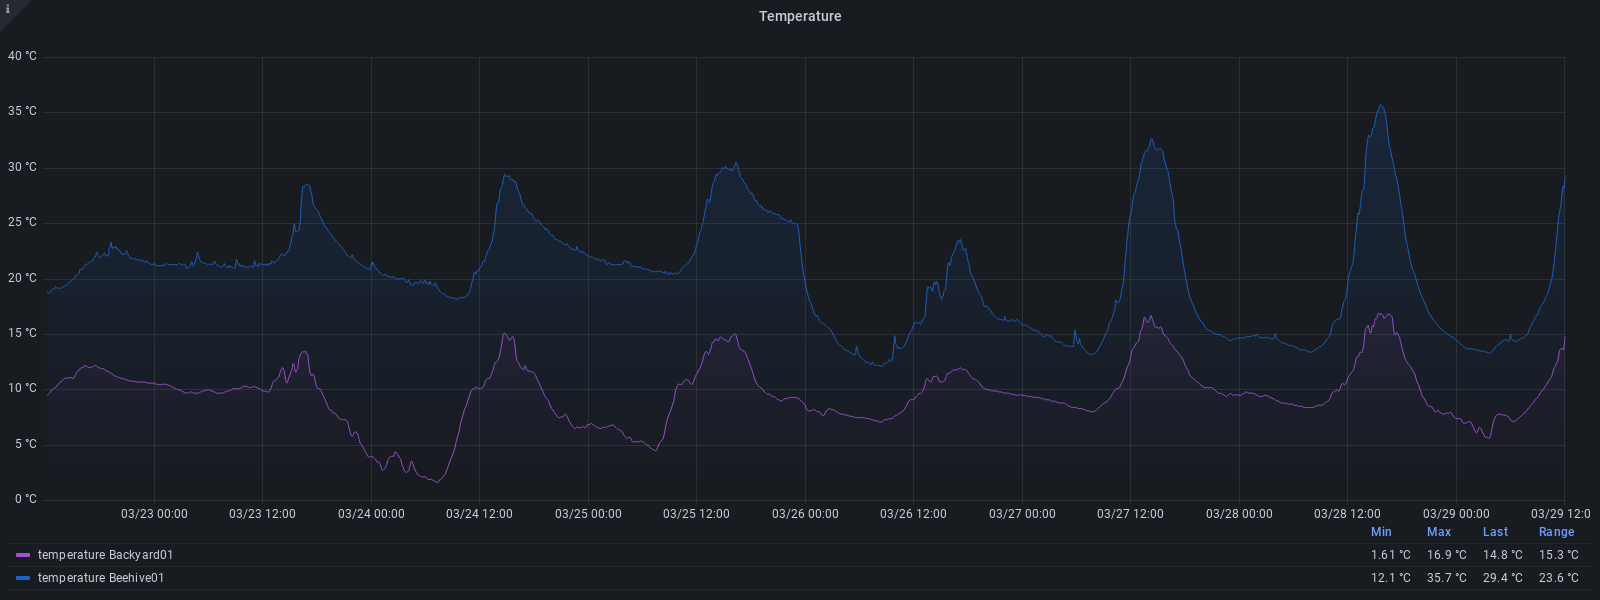 i
Temperature
40 °C
35 °C
30 °C
25 °C
20 °C
15 °C
10 °C
5 °C
0 °C
03/23 00:00 03/23 12:00 03/24 00:00 03/24 12:00 03/25 00:00 03/25 12:00 03/26 00:00 03/26 12:00 03/27 00:00 03/27 12:00 03/28 00:00 03/28 12:00 03/29 00:00 03/29 12:0
Min Max Last Range
temperature Backyard01 1.61 °C 16.9 °C 14.8 °C 15.3 °C
temperature Beehive01 12.1 °C 35.7 °C 29.4 °C 23.6 °C